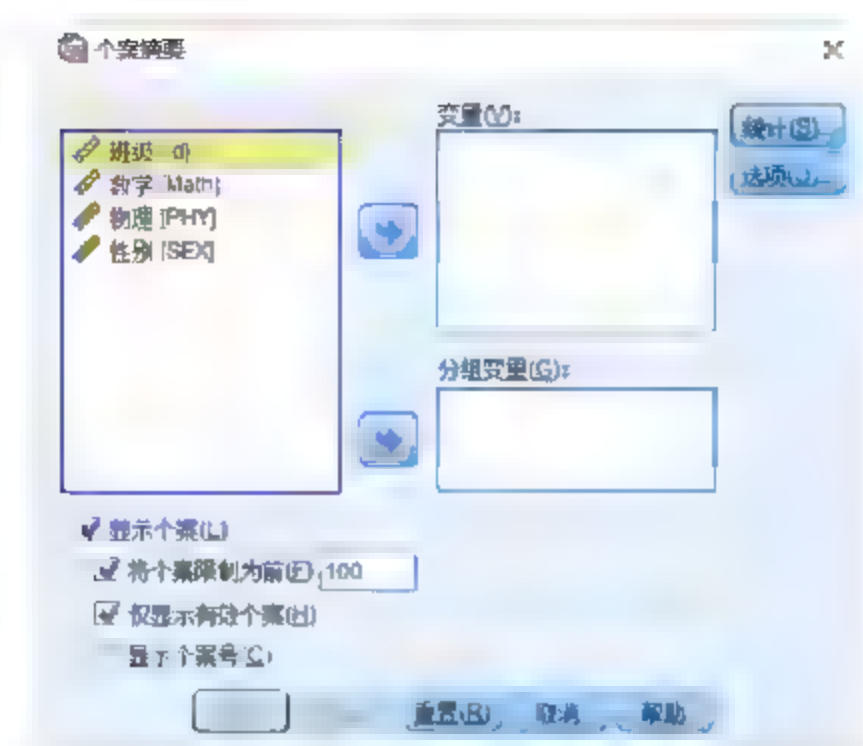 个案摘要
变量(V):
统计(S)
选项
班级
数学 Math
物理 [PHY]
性别 [SEX]
分组变量(G):
显示个案(L)
将个案限制为前(F) 100
仅显示有效个案(H)
显示个案号(C)
重置(R) 取消 帮助